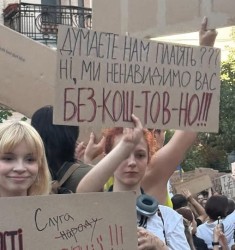 ДУМАЄТЕ НАМ ПЛАТЯТЬ???
НІ, МИ НЕНАВИДИМО ВАС
БЕЗ-КОШ-ТОВ-НО!!!
Слуга
народу